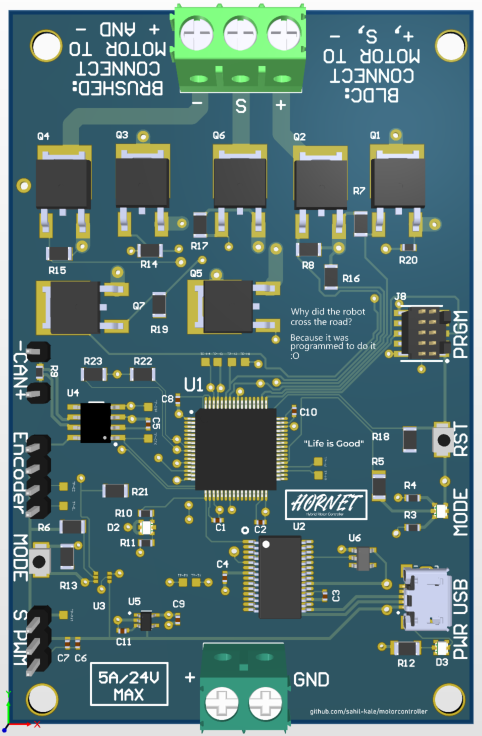 BRUSHED:
CONNECT
MOTOR TO
+ AND -
BLDC:
CONNECT
MOTOR TO
+, S, -
- S +
Q4 Q3 Q6 Q2 Q1
R7
R17
R15 R14 R8 R20
R16
Q7 Q5 J8
R19
Why did the robot
cross the road?
Because it was
programmed to do it
:O
PRGM
-CAN+
R9 R23 R22
U4 U1
C8
C10
C5
"Life is Good"
R18 RST
Encoder
R5
R21 R4
HORNET
R10
D2
R11
R6
C1 C2 U2
R3
MODE
MODE
U6
R13
C4
U3 U5 C9 C3
C11
USB
S PWM
C7 C6
PWR
R12 D3
5A/24V
MAX
+ GND
github.com/sahil-kale/motorcontroller
X